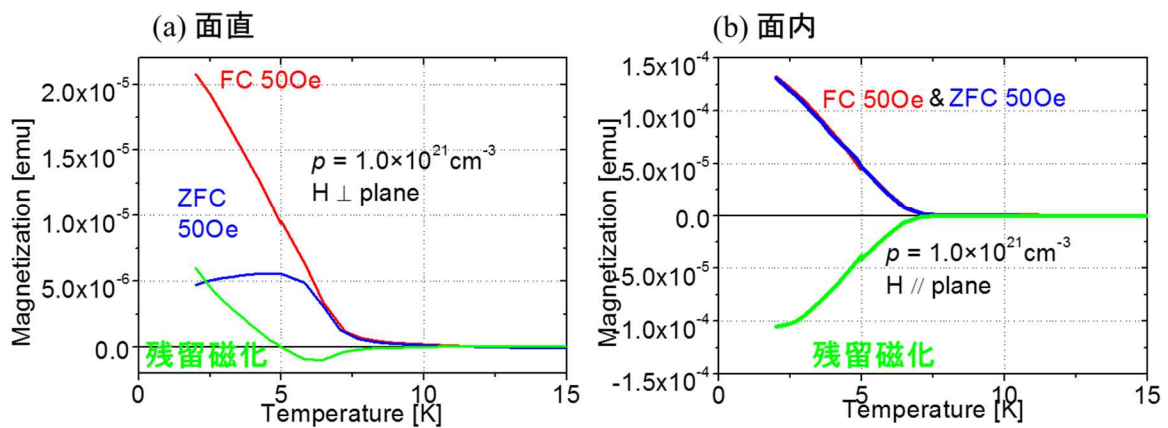 (a) 面直
Magnetization [emu]
2.0x10-5
1.5x10-5
1.0x10-5
5.0x10-6
0.0
FC 50Oe
ZFC
50Oe
p = 1.0×10²¹cm⁻³
H ⊥ plane
残留磁化
0
5
10
15
Temperature [K]
(b) 面内
Magnetization [emu]
1.5x10-4
1.0x10-4
5.0x10-5
0.0
-5.0x10-5
-1.0x10-4
-1.5x10-4
FC 50Oe & ZFC 50Oe
p = 1.0×10²¹cm⁻³
H // plane
残留磁化
0
5
10
15
Temperature [K]